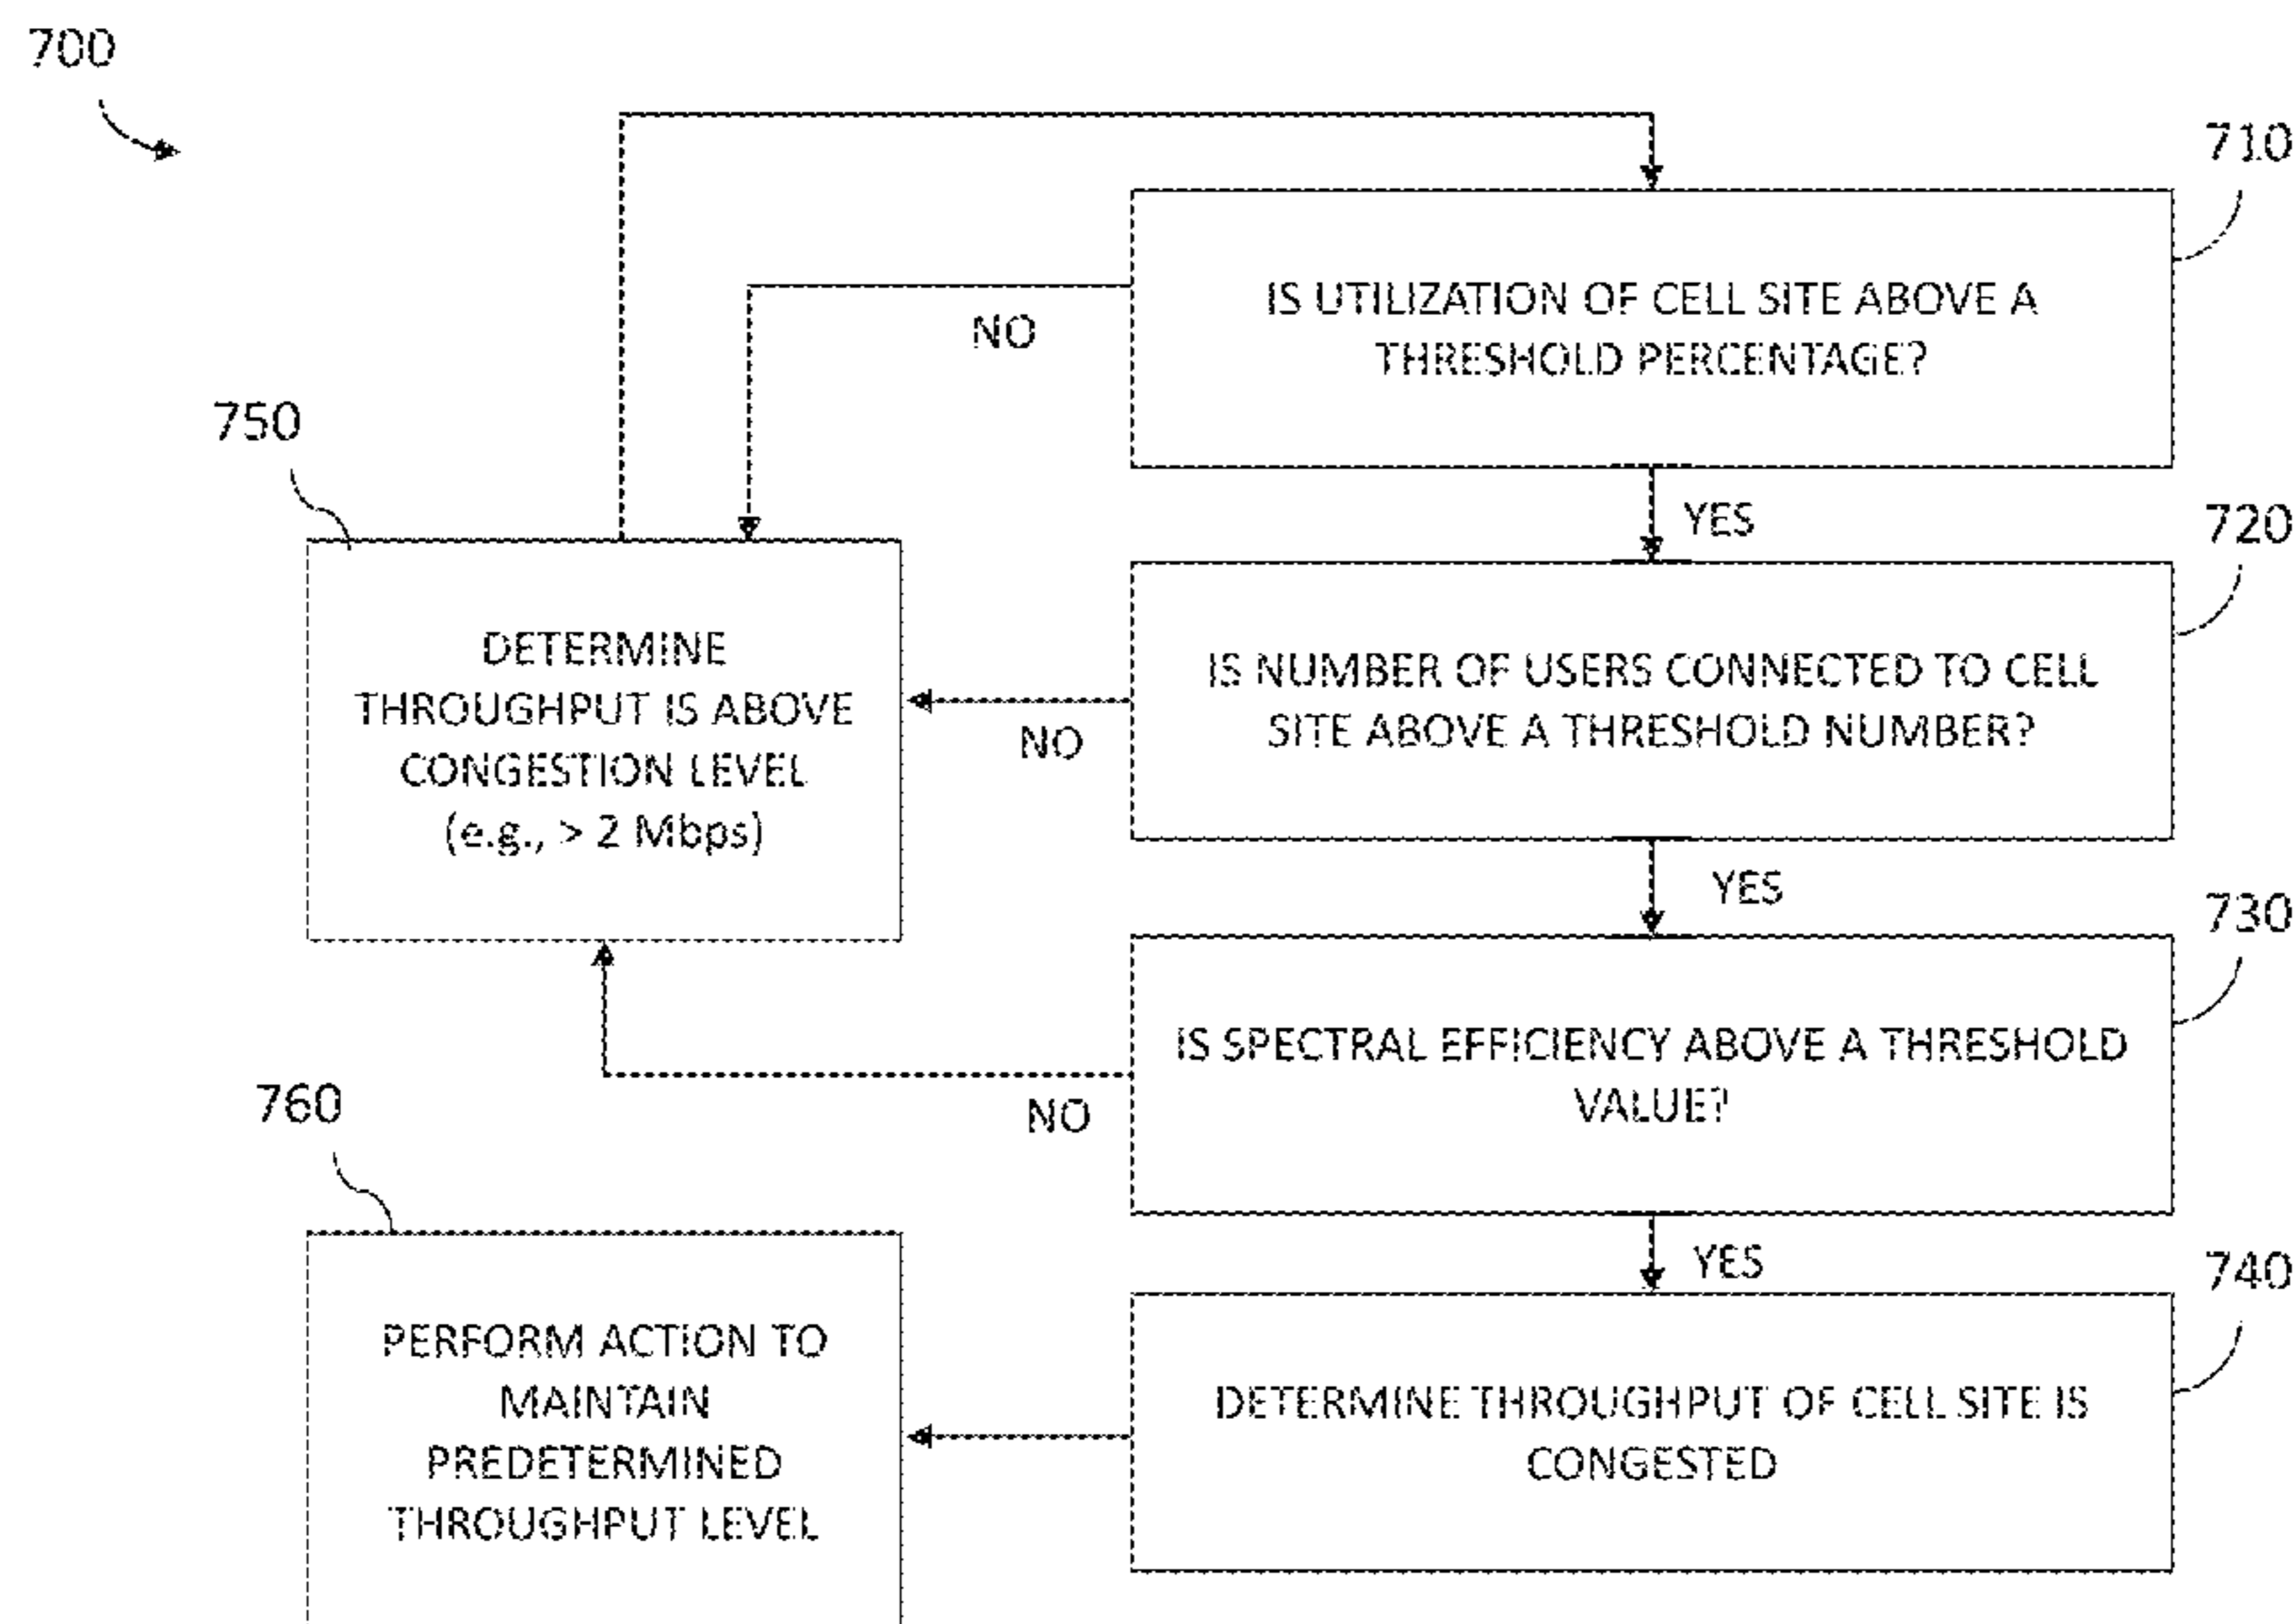 700
710
IS UTILIZATION OF CELL SITE ABOVE A
THRESHOLD PERCENTAGE?
NO
YES
750
DETERMINE
THROUGHPUT IS ABOVE
CONGESTION LEVEL
(e.g., > 2 Mbps)
720
IS NUMBER OF USERS CONNECTED TO CELL
SITE ABOVE A THRESHOLD NUMBER?
NO
YES
730
IS SPECTRAL EFFICIENCY ABOVE A THRESHOLD
VALUE?
NO
YES
740
DETERMINE THROUGHPUT OF CELL SITE IS
CONGESTED
760
PERFORM ACTION TO
MAINTAIN
PREDETERMINED
THROUGHPUT LEVEL